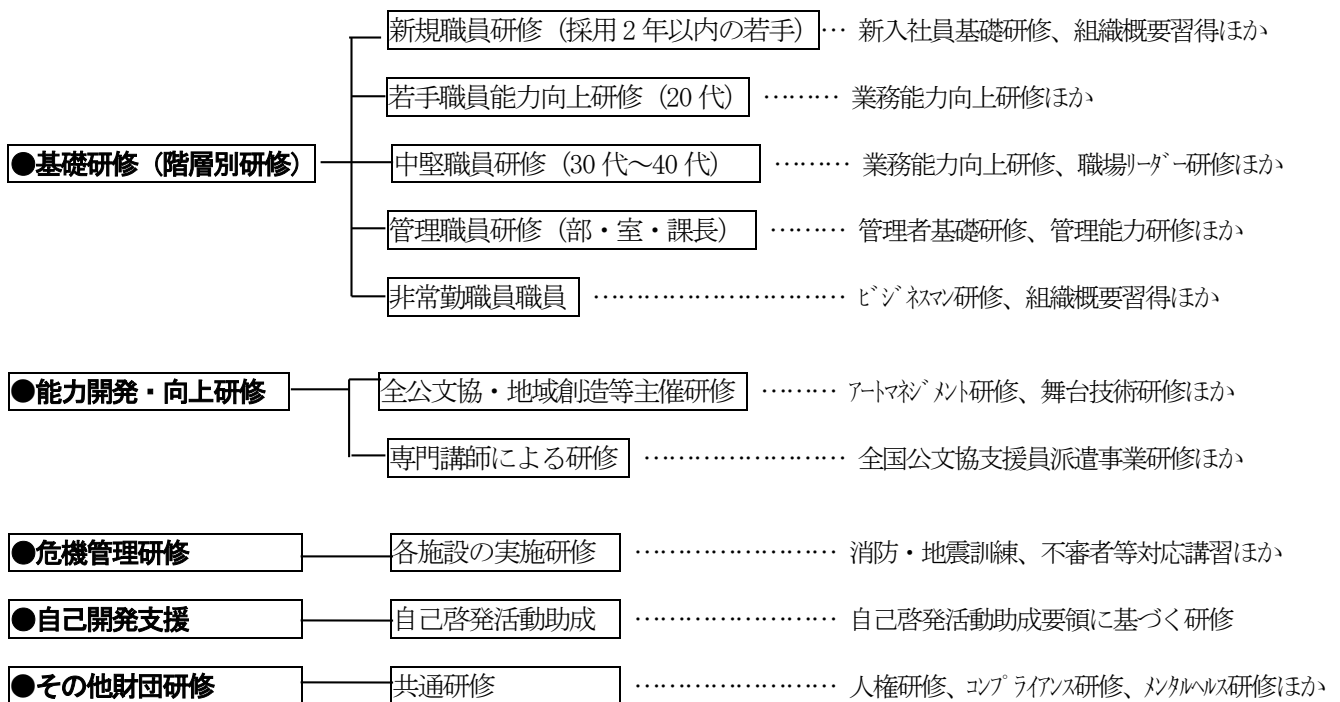 新規職員研修（採用２年以内の若手）… 新入社員基礎研修、組織概要習得ほか
若手職員能力向上研修（20代） ……… 業務能力向上研修ほか
●基礎研修（階層別研修） 中堅職員研修（30代～40代） ……… 業務能力向上研修、職場ﾘｰﾀﾞｰ研修ほか
管理職員研修（部・室・課長） ……… 管理者基礎研修、管理能力研修ほか
非常勤職員職員 ……………………… ﾋﾞｼﾞﾈｽﾏﾝ研修、組織概要習得ほか
●能力開発・向上研修 全公文協・地域創造等主催研修 ……… ｱｰﾄﾏﾈｼﾞﾒﾝﾄ研修、舞台技術研修ほか
専門講師による研修 ………………… 全国公文協支援員派遣事業研修ほか
●危機管理研修 各施設の実施研修 ………………… 消防・地震訓練、不審者等対応講習ほか
●自己開発支援 自己啓発活動助成 ………………… 自己啓発活動助成要領に基づく研修
●その他財団研修 共通研修 ………………… 人権研修、ｺﾝﾌﾟﾗｲｱﾝｽ研修、ﾒﾝﾀﾙﾍﾙｽ研修ほか